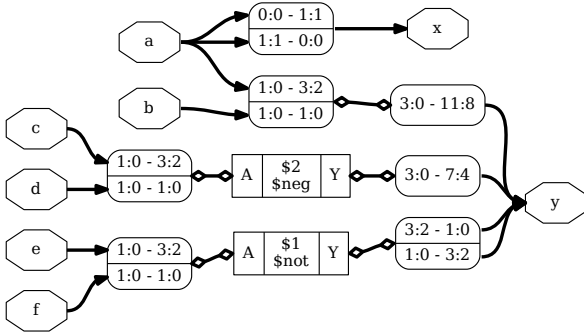 a
0:0 - 1:1
1:1 - 0:0
x
b
1:0 - 3:2
1:0 - 1:0
3:0 - 11:8
c
d
1:0 - 3:2
1:0 - 1:0
A
$2
$neg
Y
3:0 - 7:4
y
e
f
1:0 - 3:2
1:0 - 1:0
A
$1
$not
Y
3:2 - 1:0
1:0 - 3:2